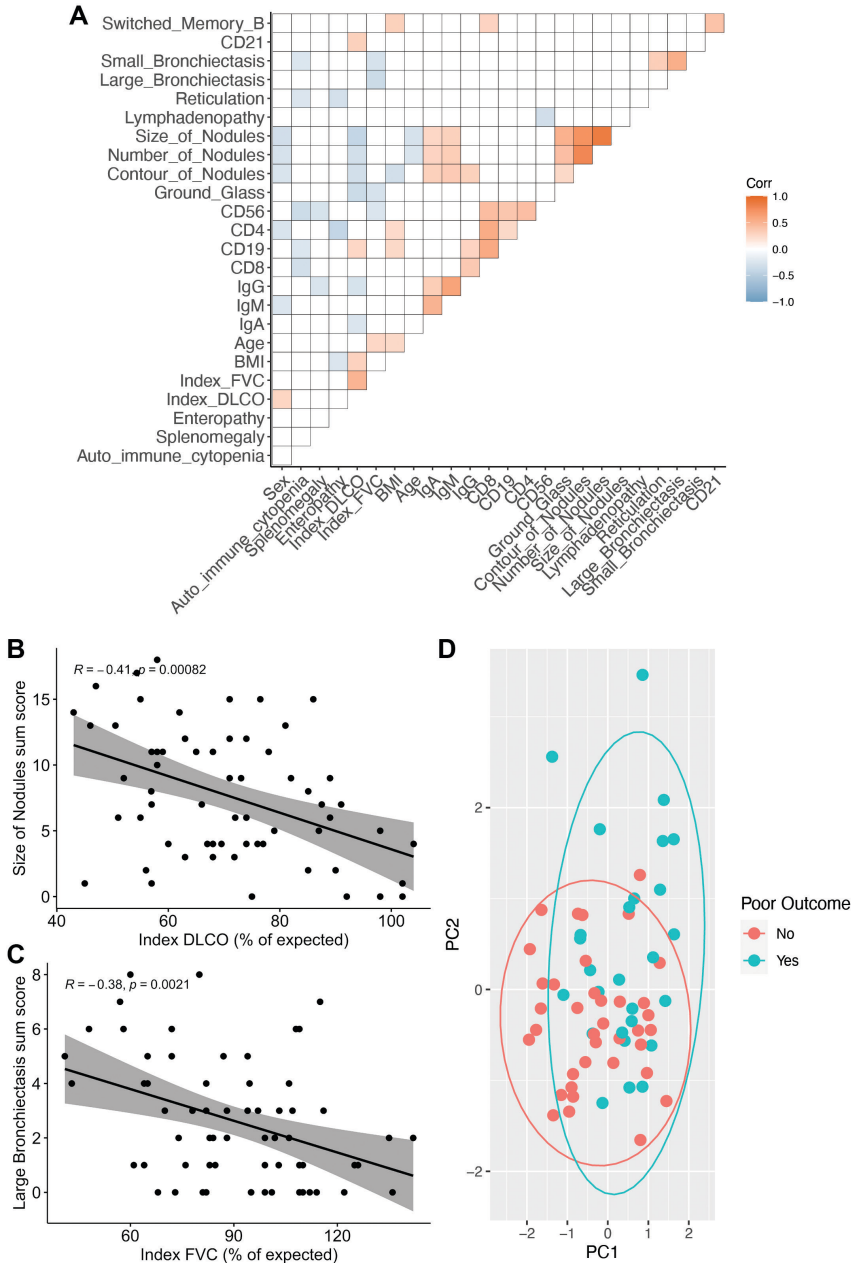 A
Switched_Memory_B
CD21
Small_Bronchiectasis
Large_Bronchiectasis
Reticulation
Lymphadenopathy
Size_of_Nodules
Number_of_Nodules
Contour_of_Nodules
Ground_Glass
CD56
CD4
CD19
CD8
IgG
IgM
IgA
Age
BMI
Index_FVC
Index_DLCO
Enteropathy
Splenomegaly
Auto_immune_cytopenia
Sex
Auto_immune_cytopenia
Splenomegaly
Enteropathy
Index_DLCO
Index_FVC
BMI
Age
IgA
IgM
IgG
CD8
CD19
CD4
CD56
Ground_Glass
Contour_of_Nodules
Number_of_Nodules
Size_of_Nodules
Lymphadenopathy
Reticulation
Large_Bronchiectasis
Small_Bronchiectasis
CD21
Corr
1.0
0.5
0.0
−0.5
−1.0
B
R = −0.41, p = 0.00082
Size of Nodules sum score
15
10
5
0
40 60 80 100
Index DLCO (% of expected)
C
R = −0.38, p = 0.0021
Large Bronchiectasis sum score
8
6
4
2
0
60 90 120
Index FVC (% of expected)
D
PC2
2
0
−2
−2 −1 0 1 2
PC1
Poor Outcome
No
Yes